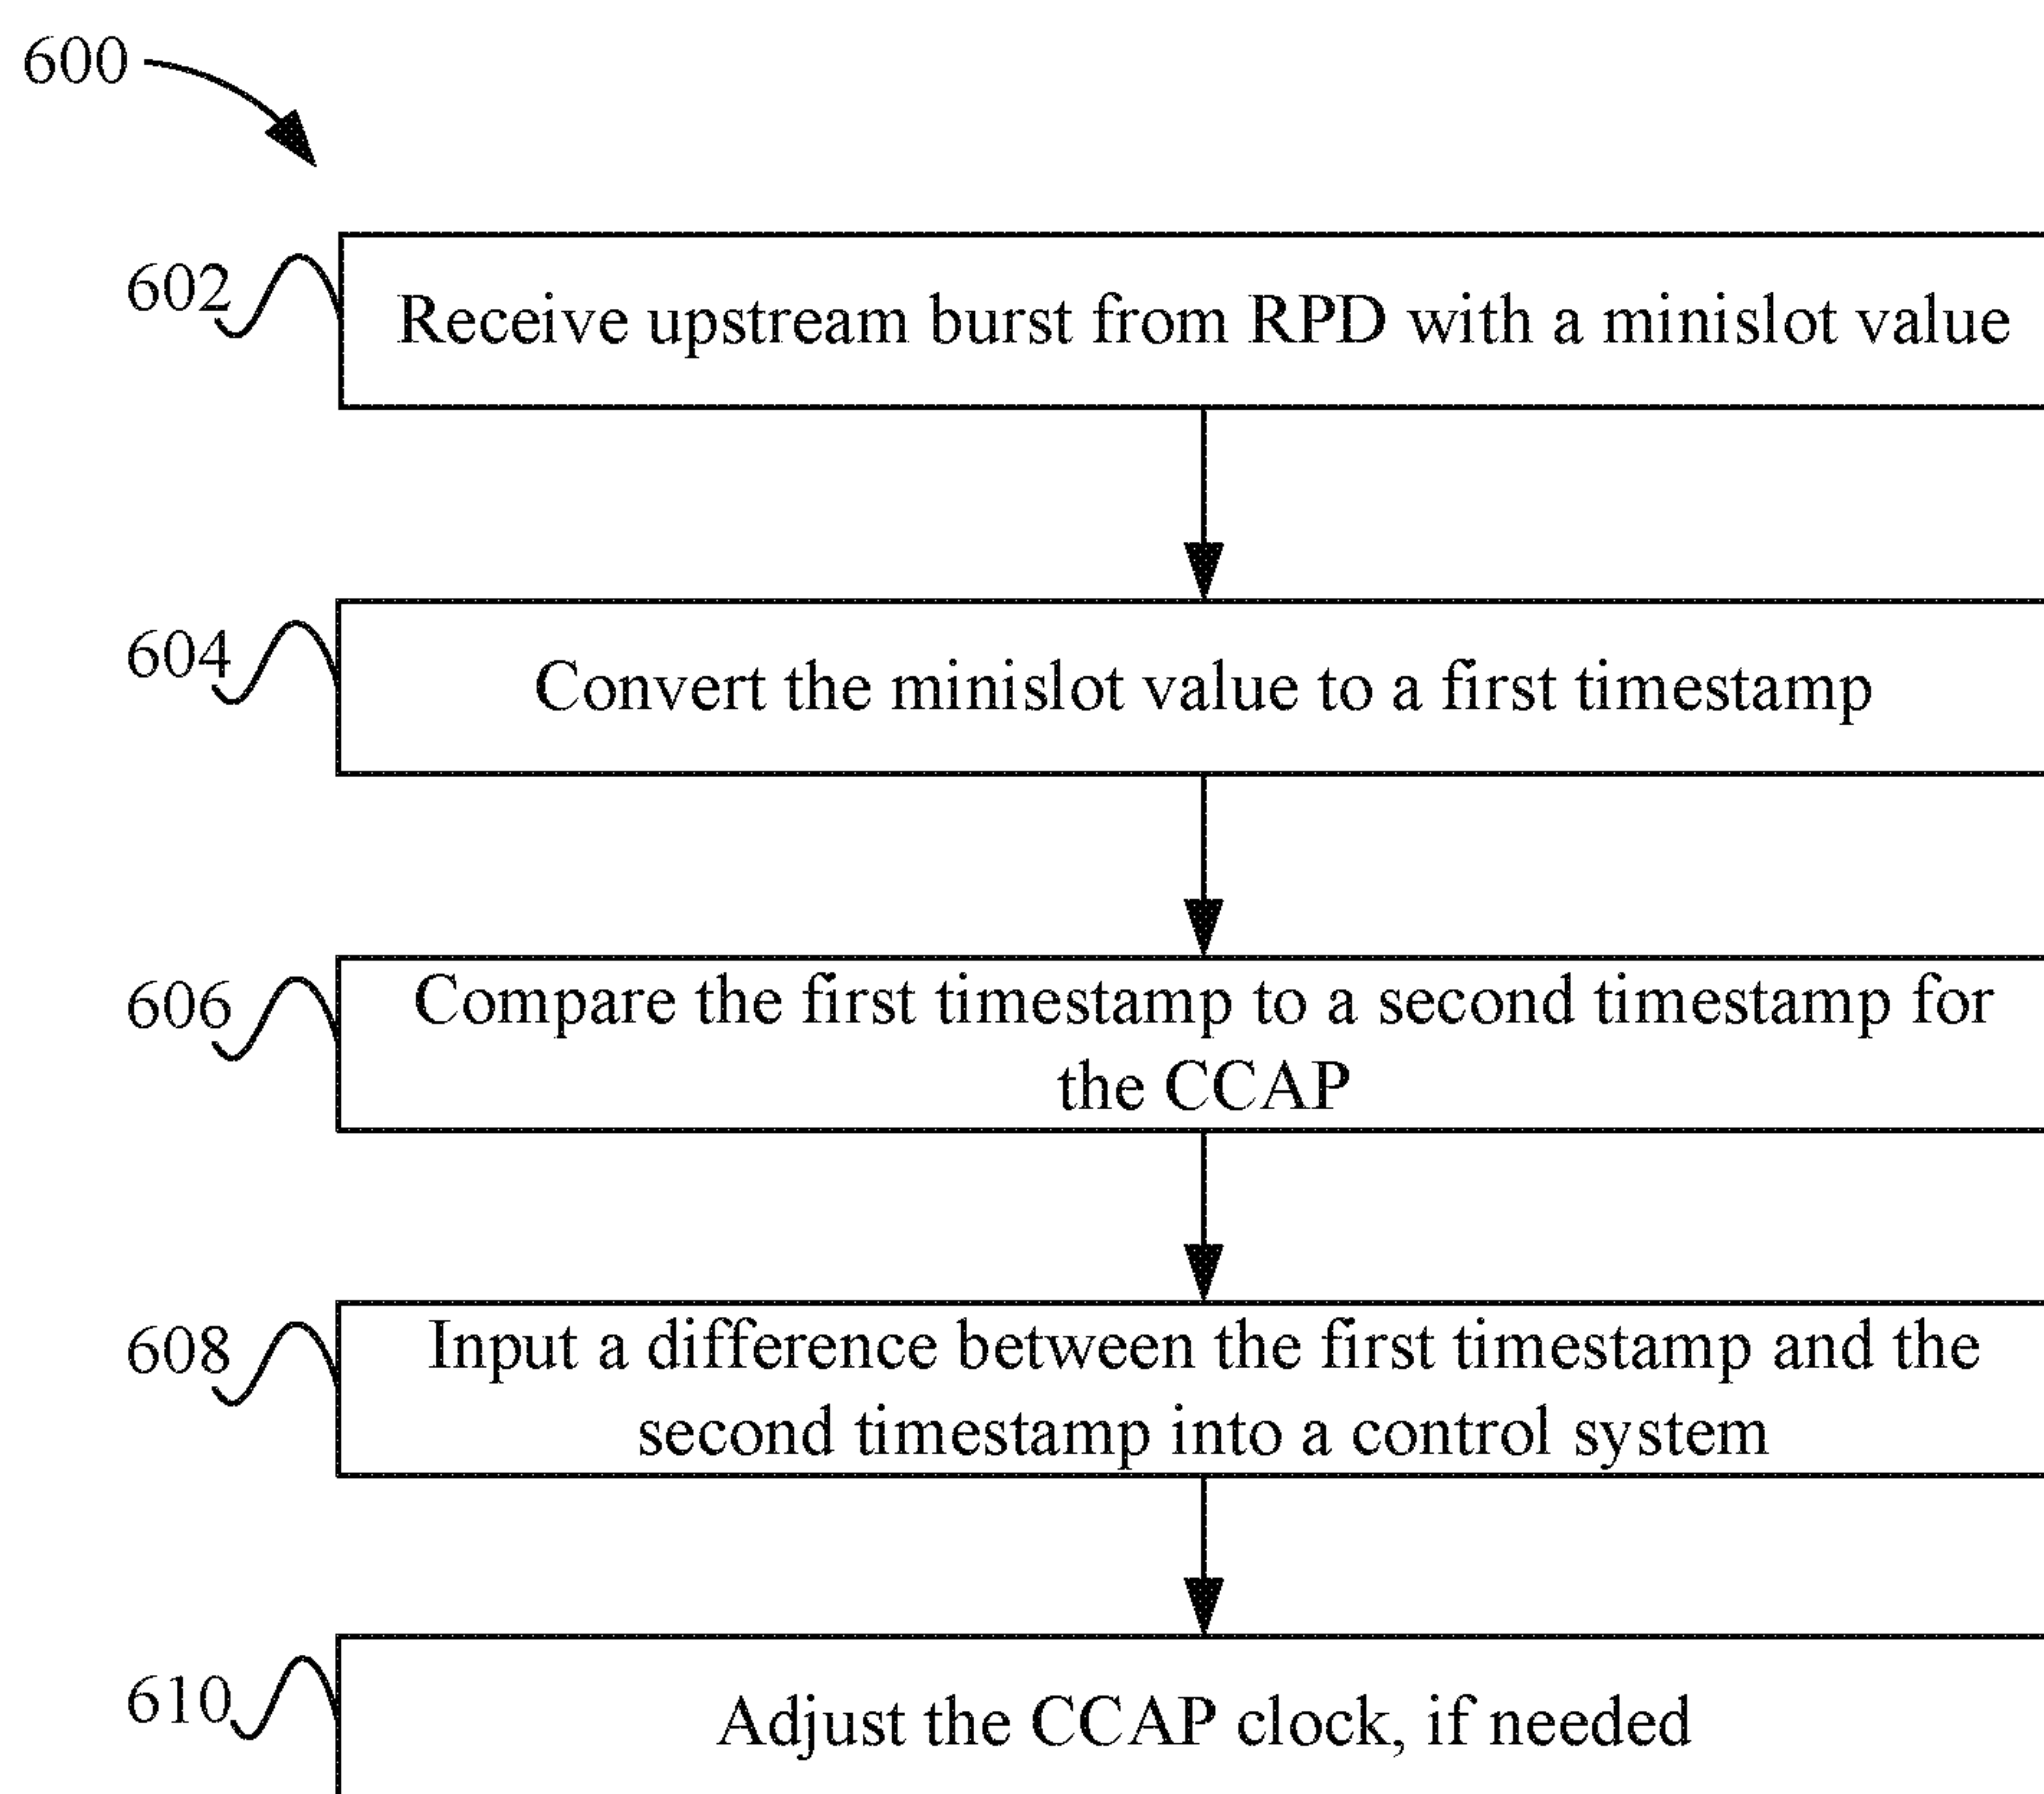 600
602
Receive upstream burst from RPD with a minislot value
604
Convert the minislot value to a first timestamp
606
Compare the first timestamp to a second timestamp for
the CCAP
608
Input a difference between the first timestamp and the
second timestamp into a control system
610
Adjust the CCAP clock, if needed